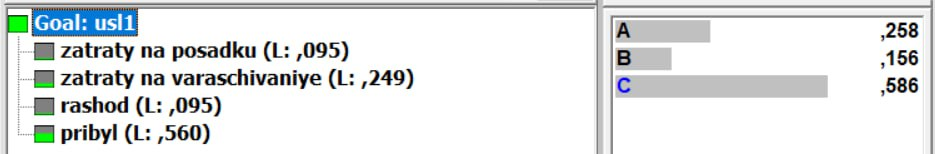 Goal: usl1
zatraty na posadku (L: ,095)
zatraty na varaschivaniye (L: ,249)
rashod (L: ,095)
pribyl (L: ,560)
A ,258
B ,156
C ,586